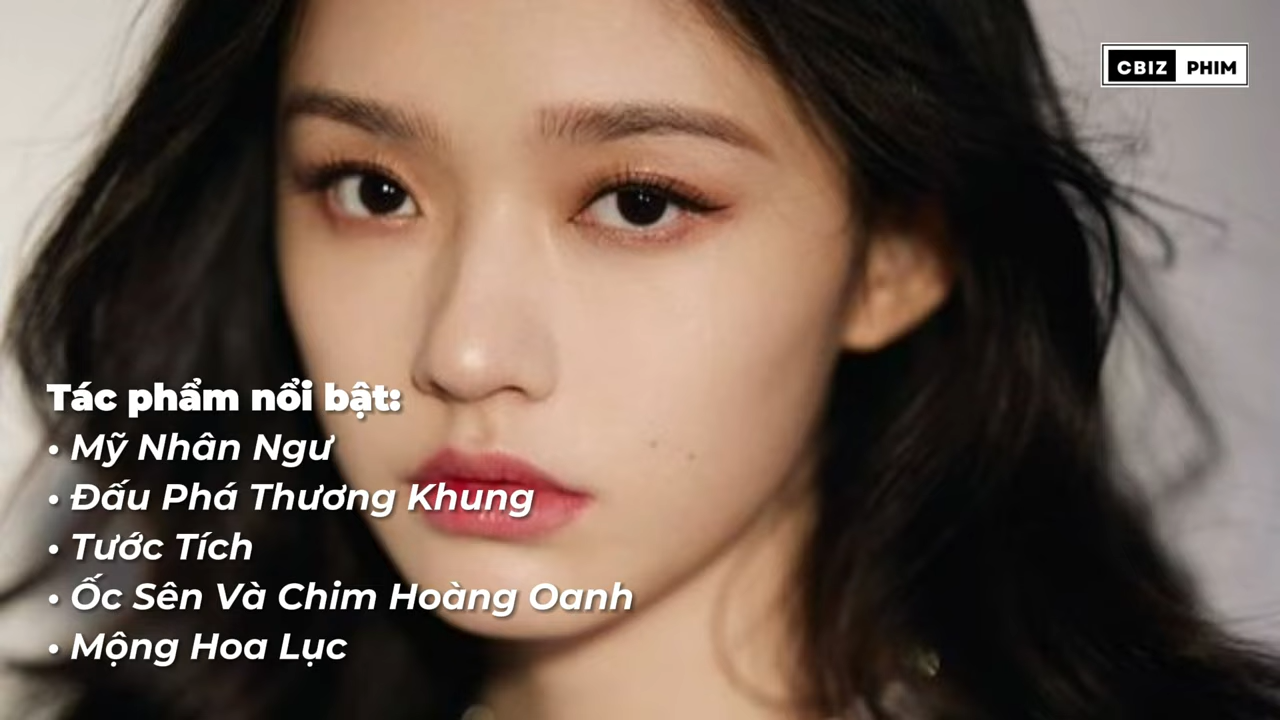 CBIZ PHIM
Tác phẩm nổi bật:
• Mỹ Nhân Ngư
• Đấu Phá Thương Khung
• Tước Tích
• Ốc Sên Và Chim Hoàng Oanh
• Mộng Hoa Lục